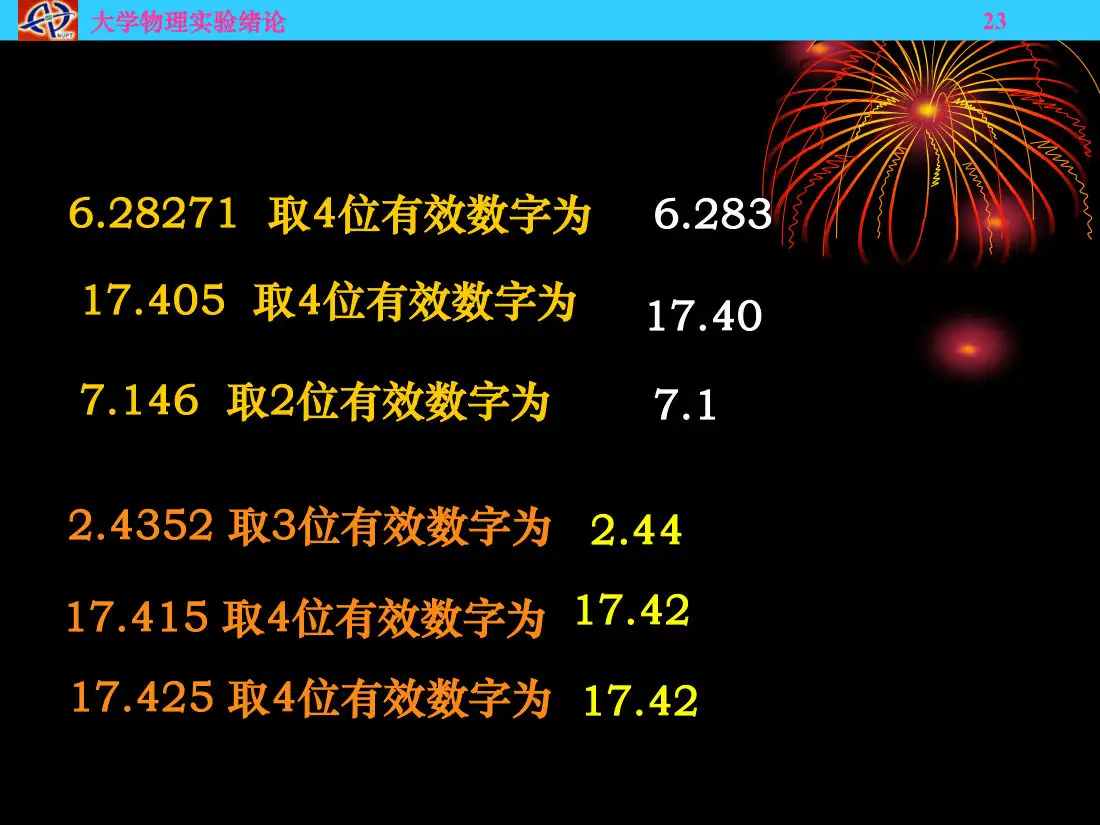 大学物理实验绪论 23
NUPT
6.28271 取4位有效数字为 6.283
17.405 取4位有效数字为 17.40
7.146 取2位有效数字为 7.1
2.4352 取3位有效数字为 2.44
17.415 取4位有效数字为 17.42
17.425 取4位有效数字为 17.42